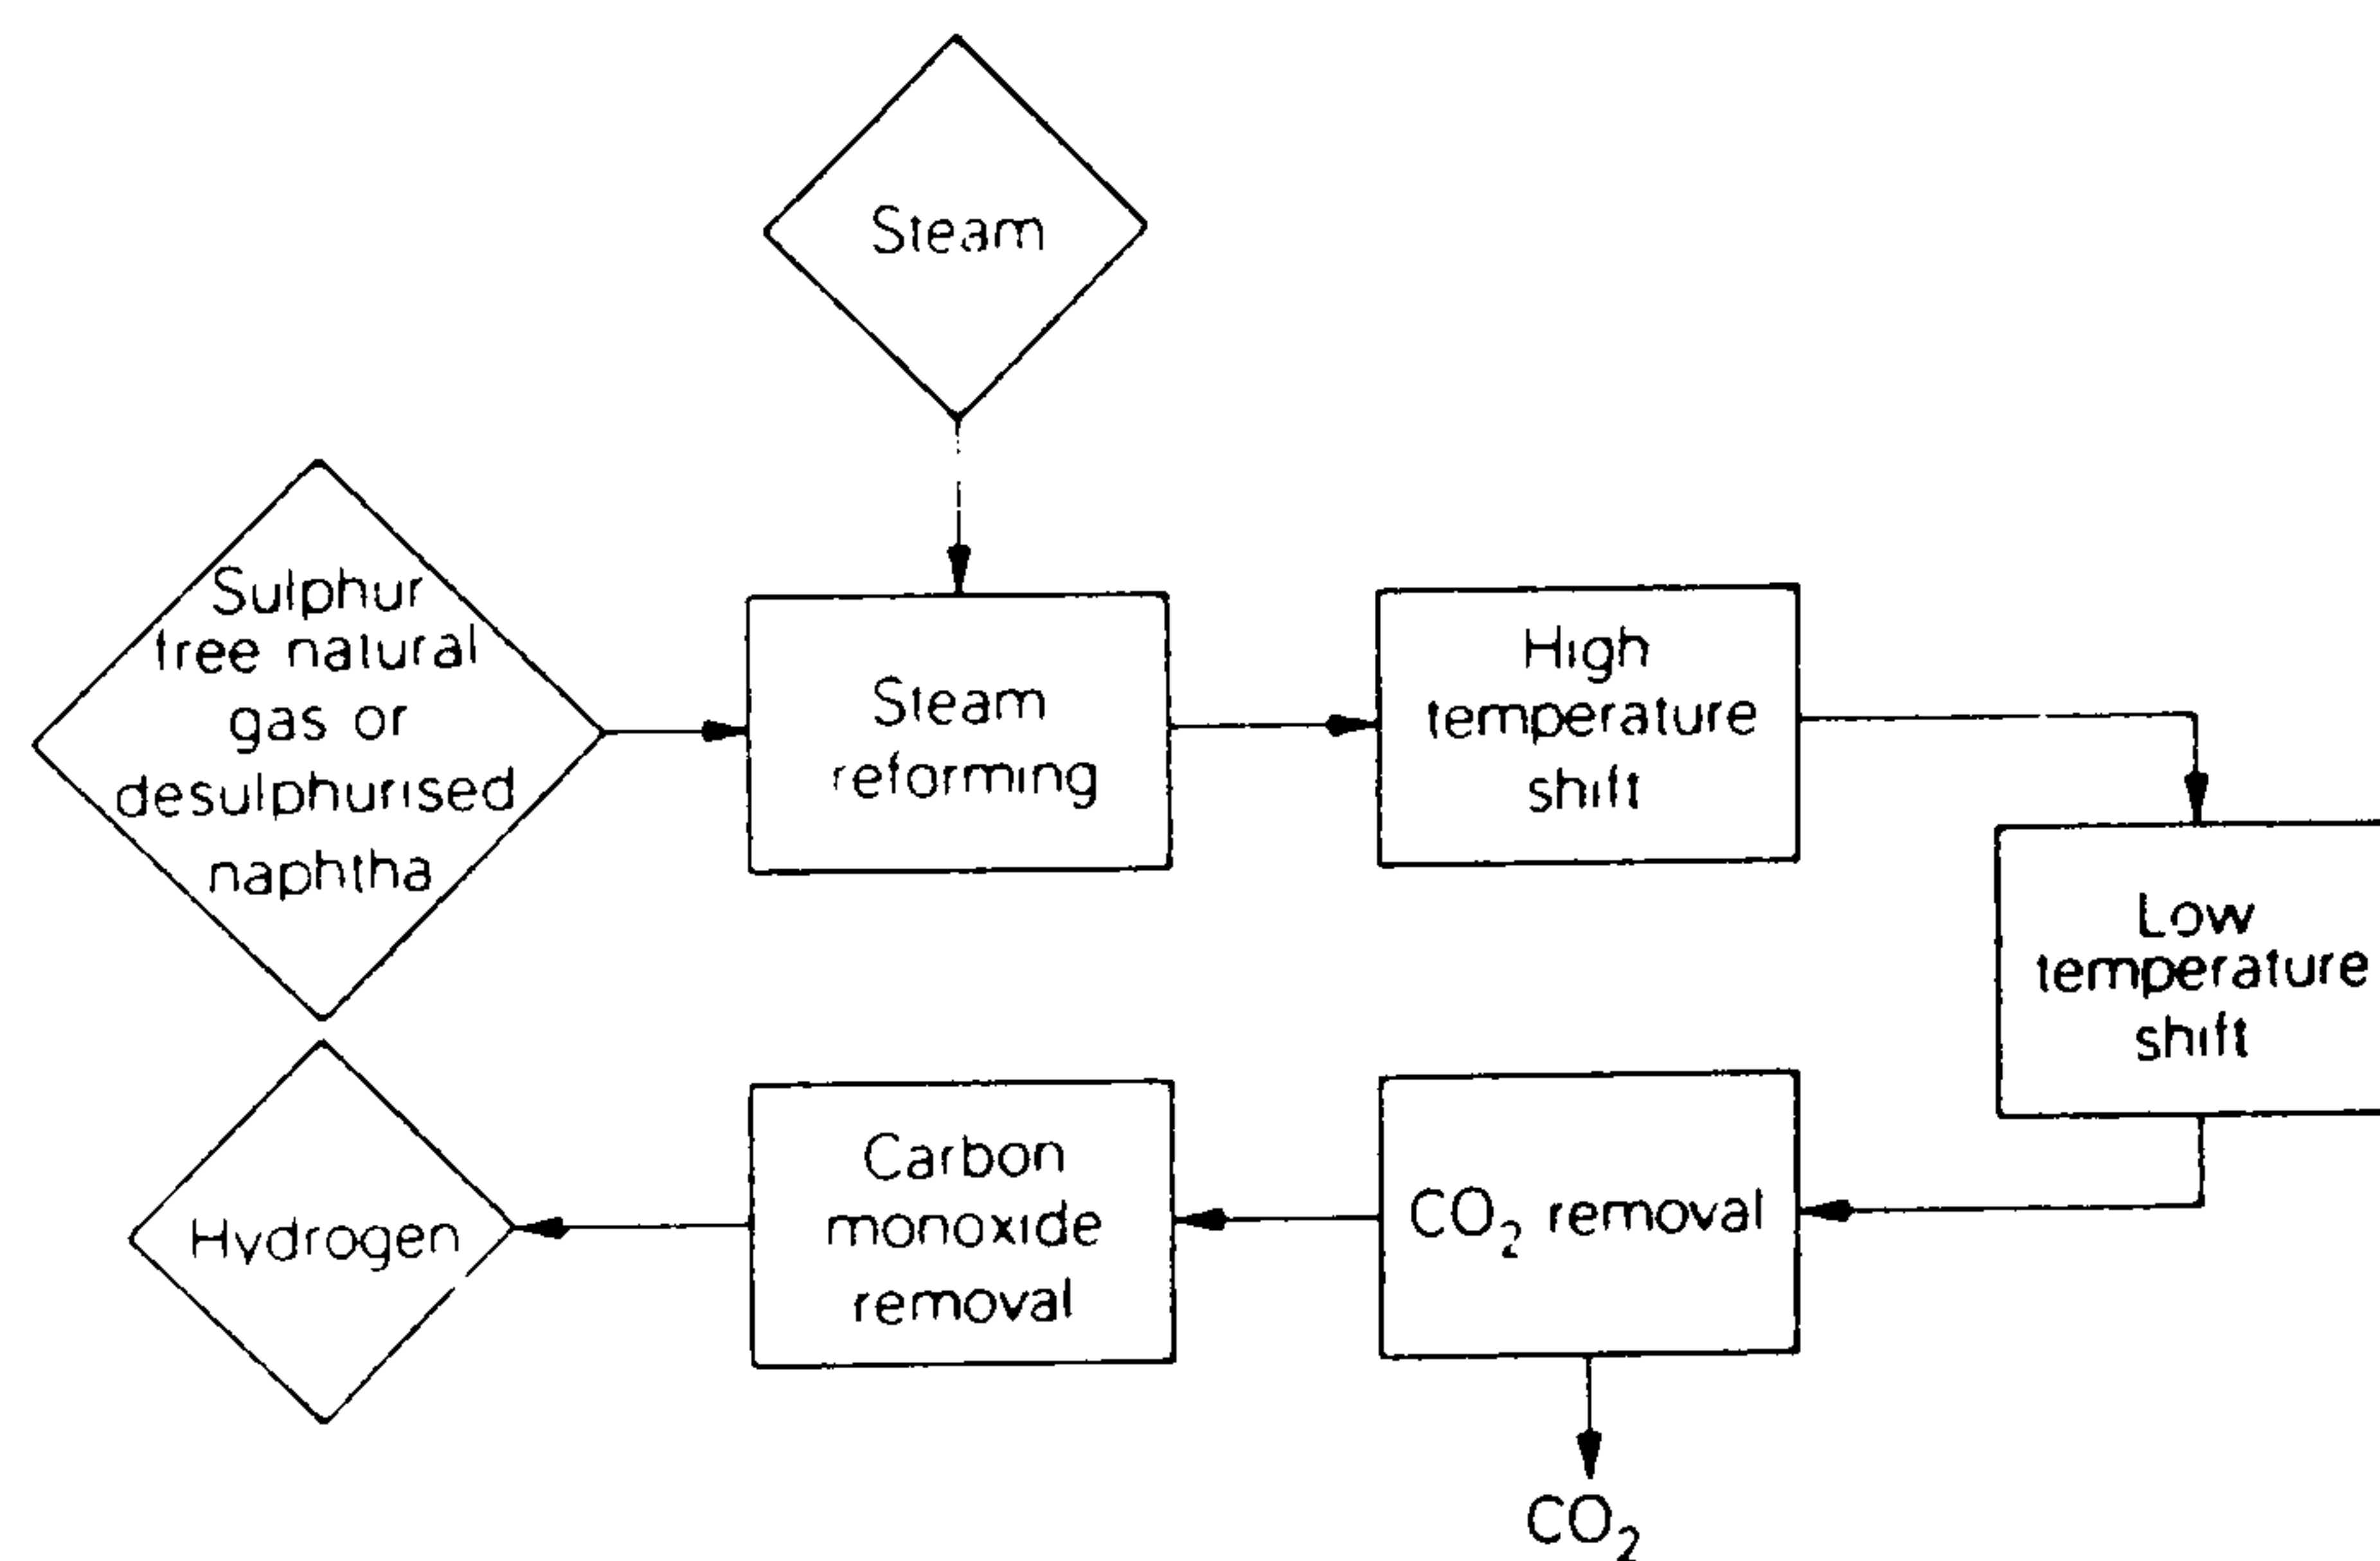 Steam
Sulphur
free natural
gas or
desulphurised
naphtha
Steam
reforming
High
temperature
shift
Low
temperature
shift
CO₂ removal
Carbon
monoxide
removal
Hydrogen
CO₂